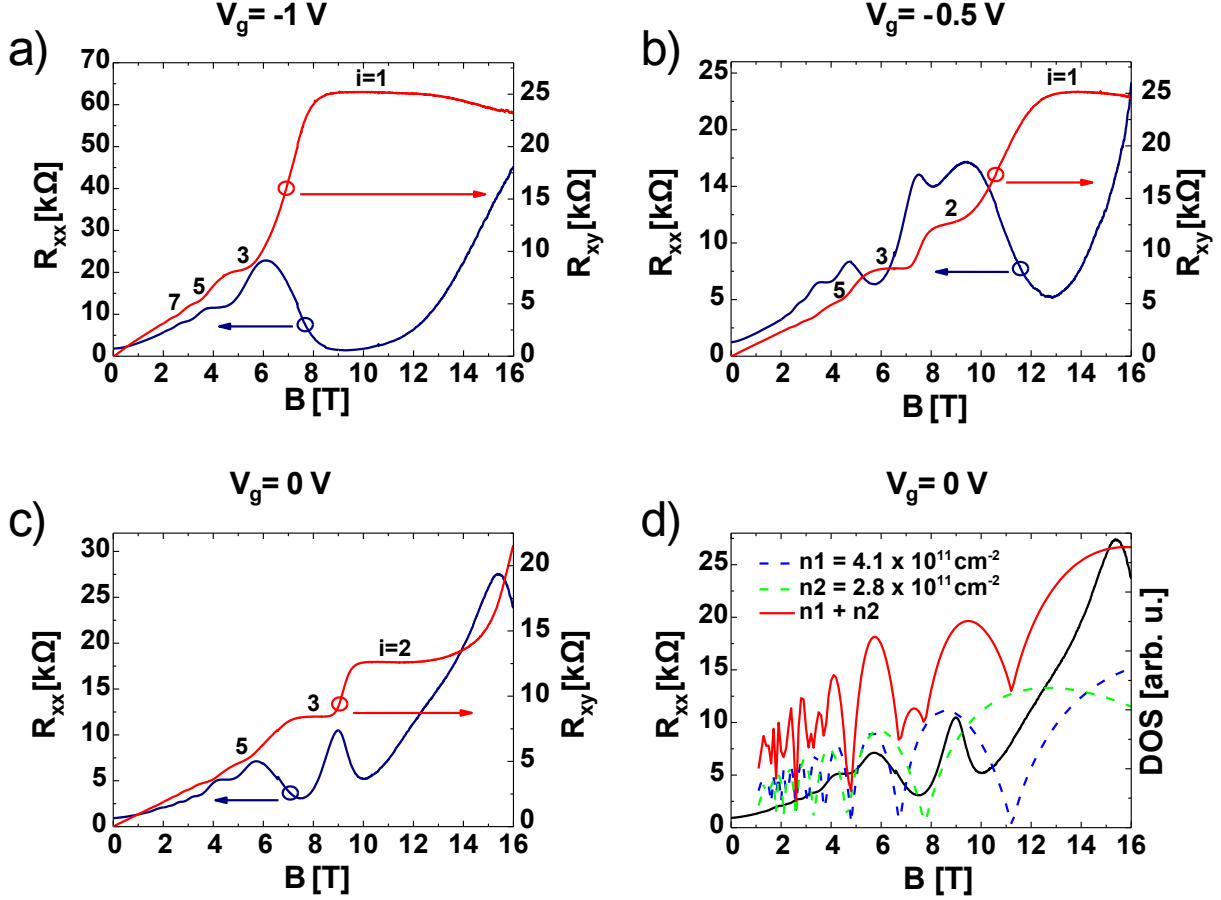 V_g= -1 V
a)
70
60
50
40
30
20
10
0
R_xx[kΩ]
0 2 4 6 8 10 12 14 16
B [T]
25
20
15
10
5
0
R_xy[kΩ]
i=1
3
5
7
V_g= -0.5 V
b)
25
20
14
10
5
0
R_xx[kΩ]
0 2 4 6 8 10 12 14 16
B [T]
25
20
15
10
5
0
R_xy[kΩ]
i=1
2
3
5
V_g= 0 V
c)
30
25
20
15
10
5
0
R_xx[kΩ]
0 2 4 6 8 10 12 14 16
B [T]
20
15
10
5
0
R_xy[kΩ]
i=2
3
5
V_g= 0 V
d)
25
20
15
10
5
0
R_xx[kΩ]
0 2 4 6 8 10 12 14 16
B [T]
DOS [arb. u.]
n1 = 4.1 x 10¹¹cm⁻²
n2 = 2.8 x 10¹¹cm⁻²
n1 + n2